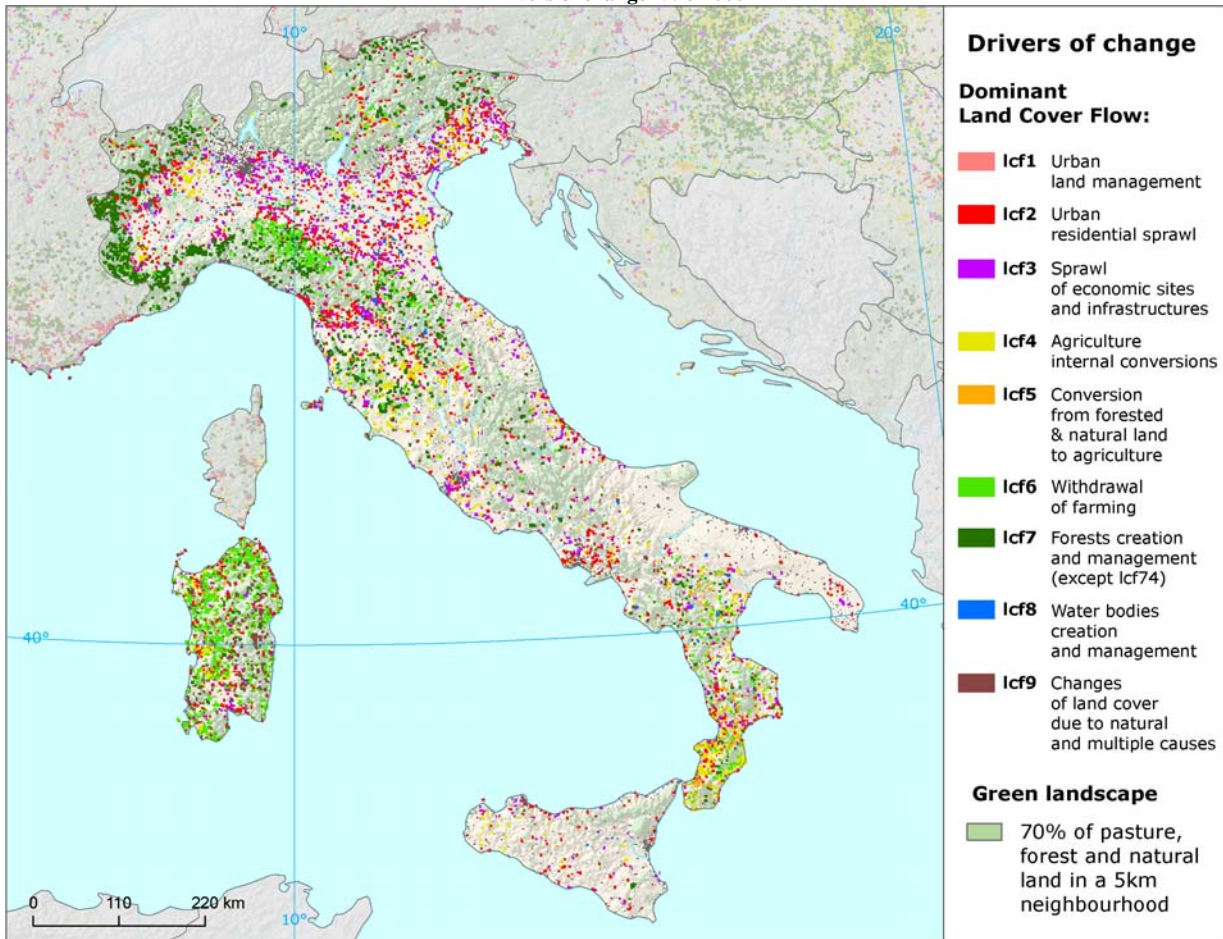 10°
20°
40°
40°
10°
0 110 220 km
Drivers of change
Dominant
Land Cover Flow:
lcf1 Urban
land management
lcf2 Urban
residential sprawl
lcf3 Sprawl
of economic sites
and infrastructures
lcf4 Agriculture
internal conversions
lcf5 Conversion
from forested
& natural land
to agriculture
lcf6 Withdrawal
of farming
lcf7 Forests creation
and management
(except lcf74)
lcf8 Water bodies
creation
and management
lcf9 Changes
of land cover
due to natural
and multiple causes
Green landscape
70% of pasture,
forest and natural
land in a 5km
neighbourhood